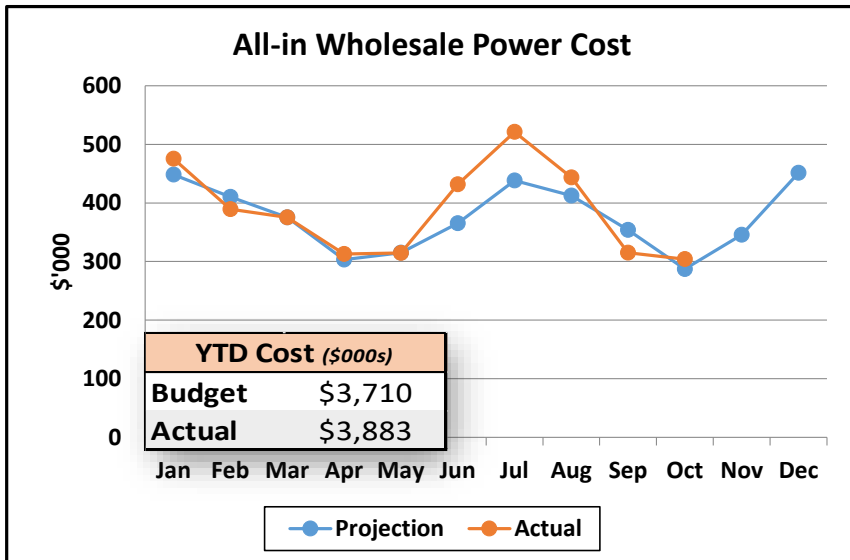 All-in Wholesale Power Cost
600
500
400
300
200
100
0
$'000
YTD Cost ($000s)
Budget $3,710
Actual $3,883
Jan Feb Mar Apr May Jun Jul Aug Sep Oct Nov Dec
Projection Actual